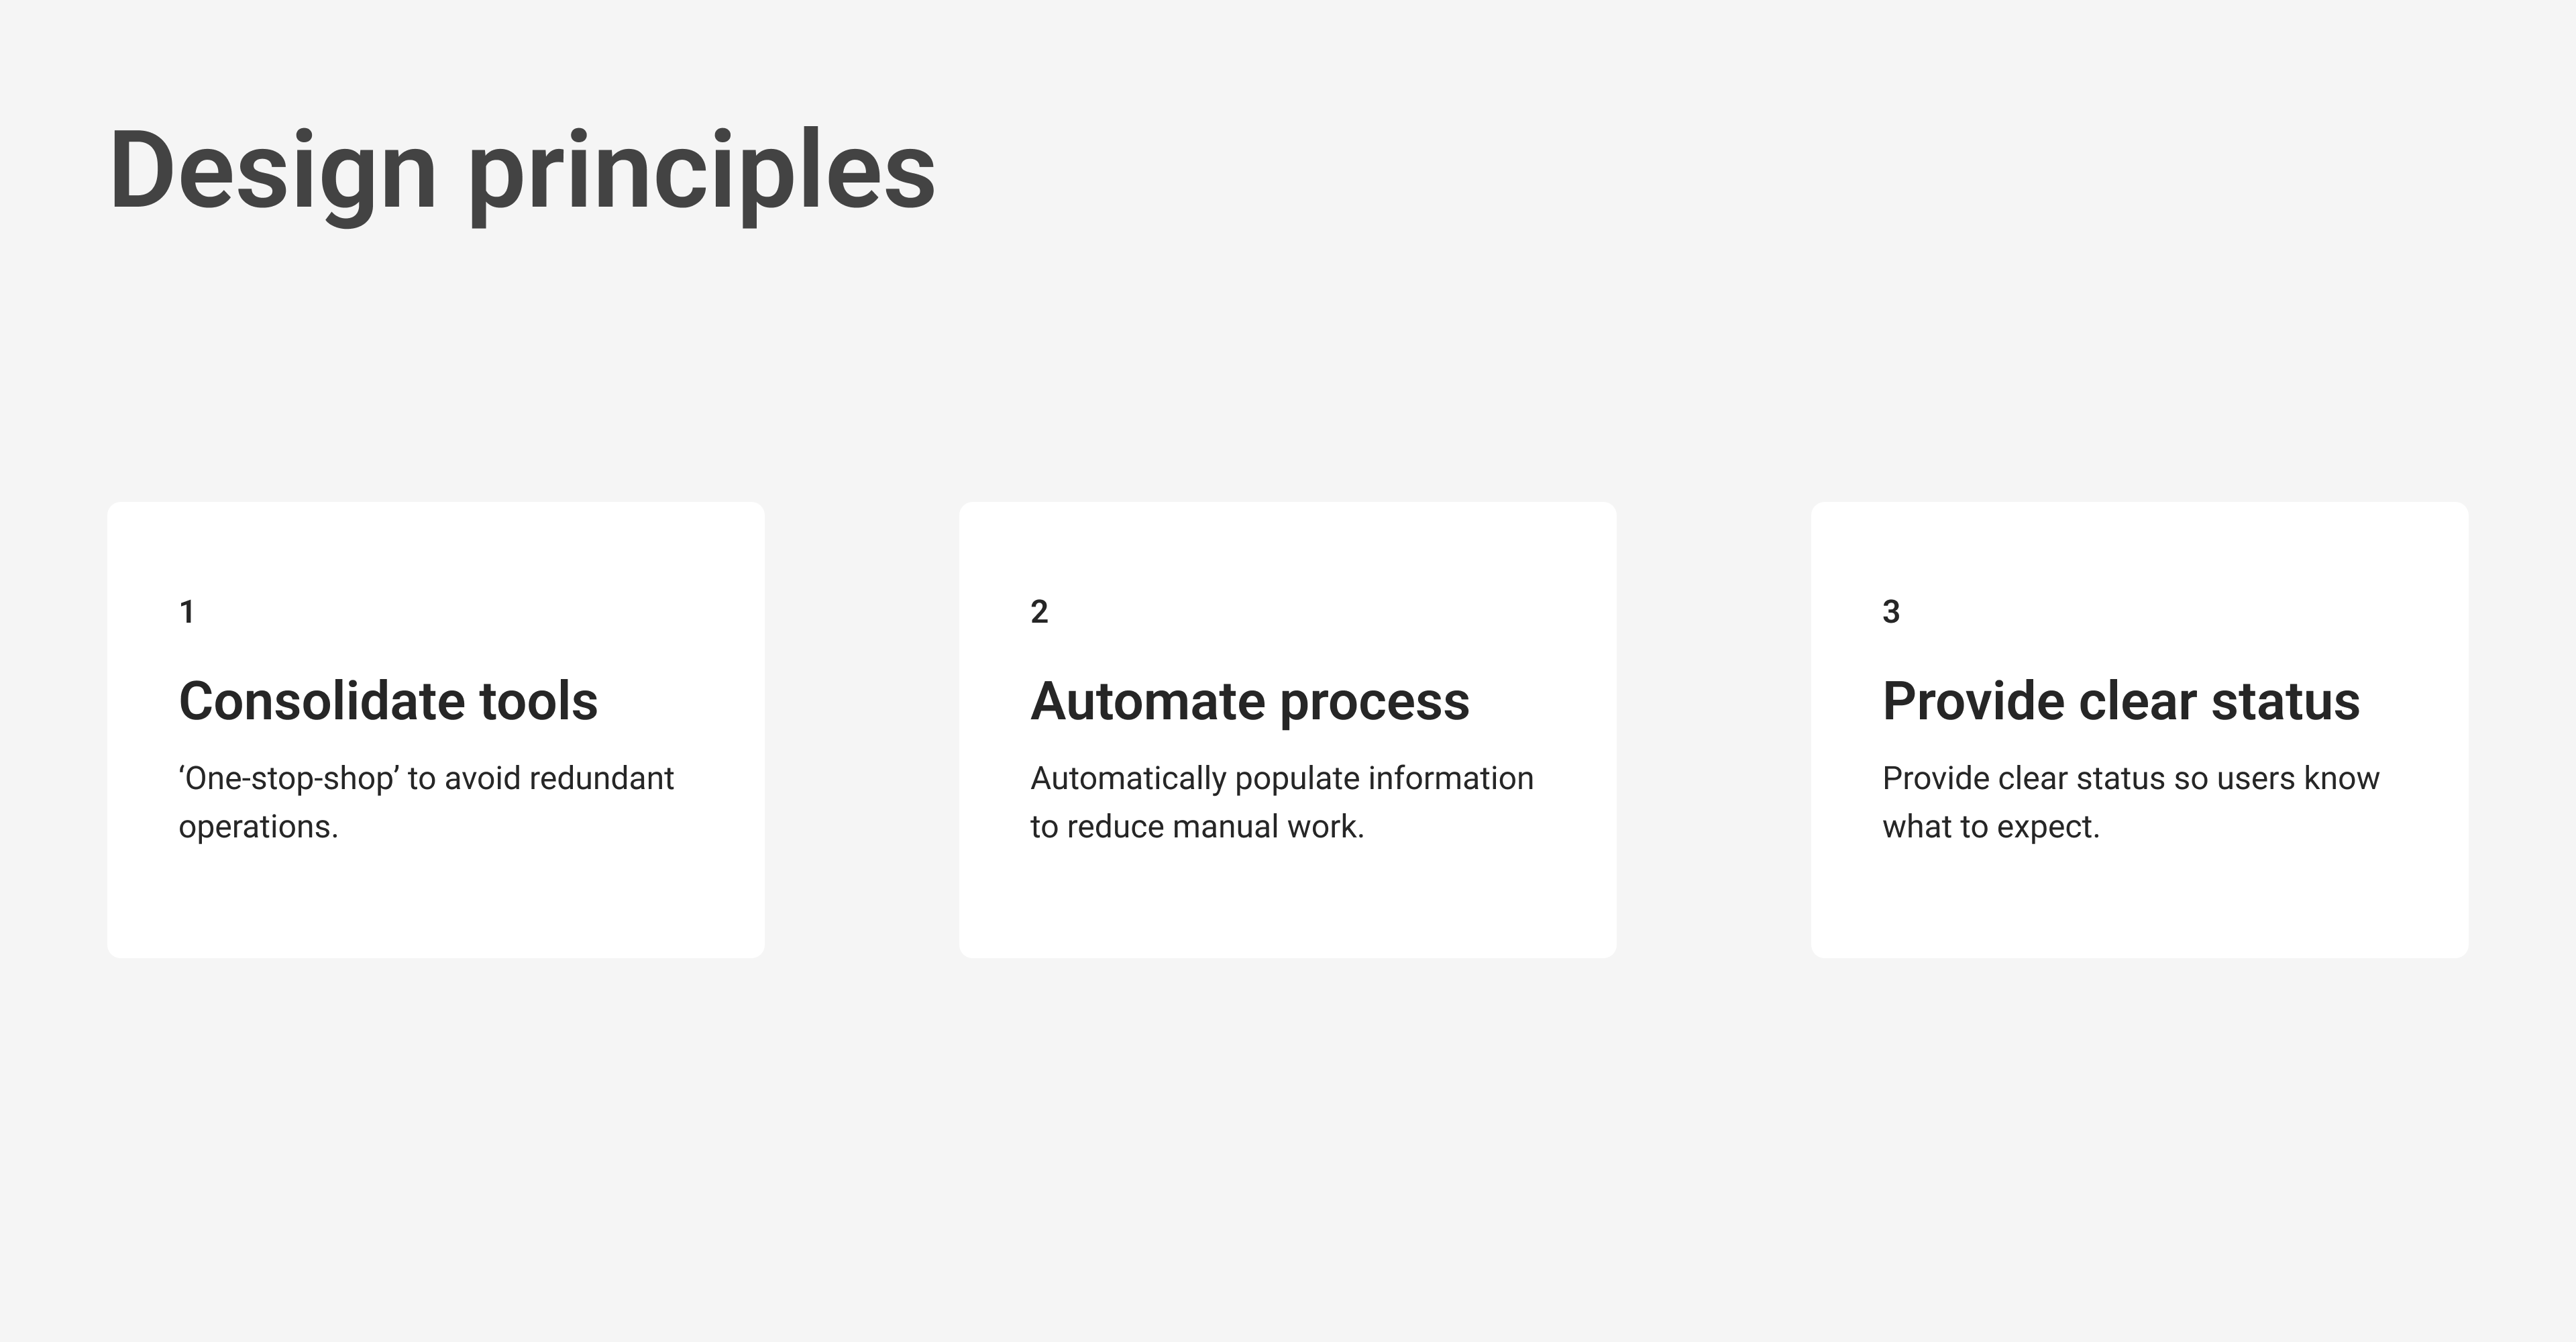 Design principles
1
Consolidate tools
‘One-stop-shop’ to avoid redundant
operations.
2
Automate process
Automatically populate information
to reduce manual work.
3
Provide clear status
Provide clear status so users know
what to expect.